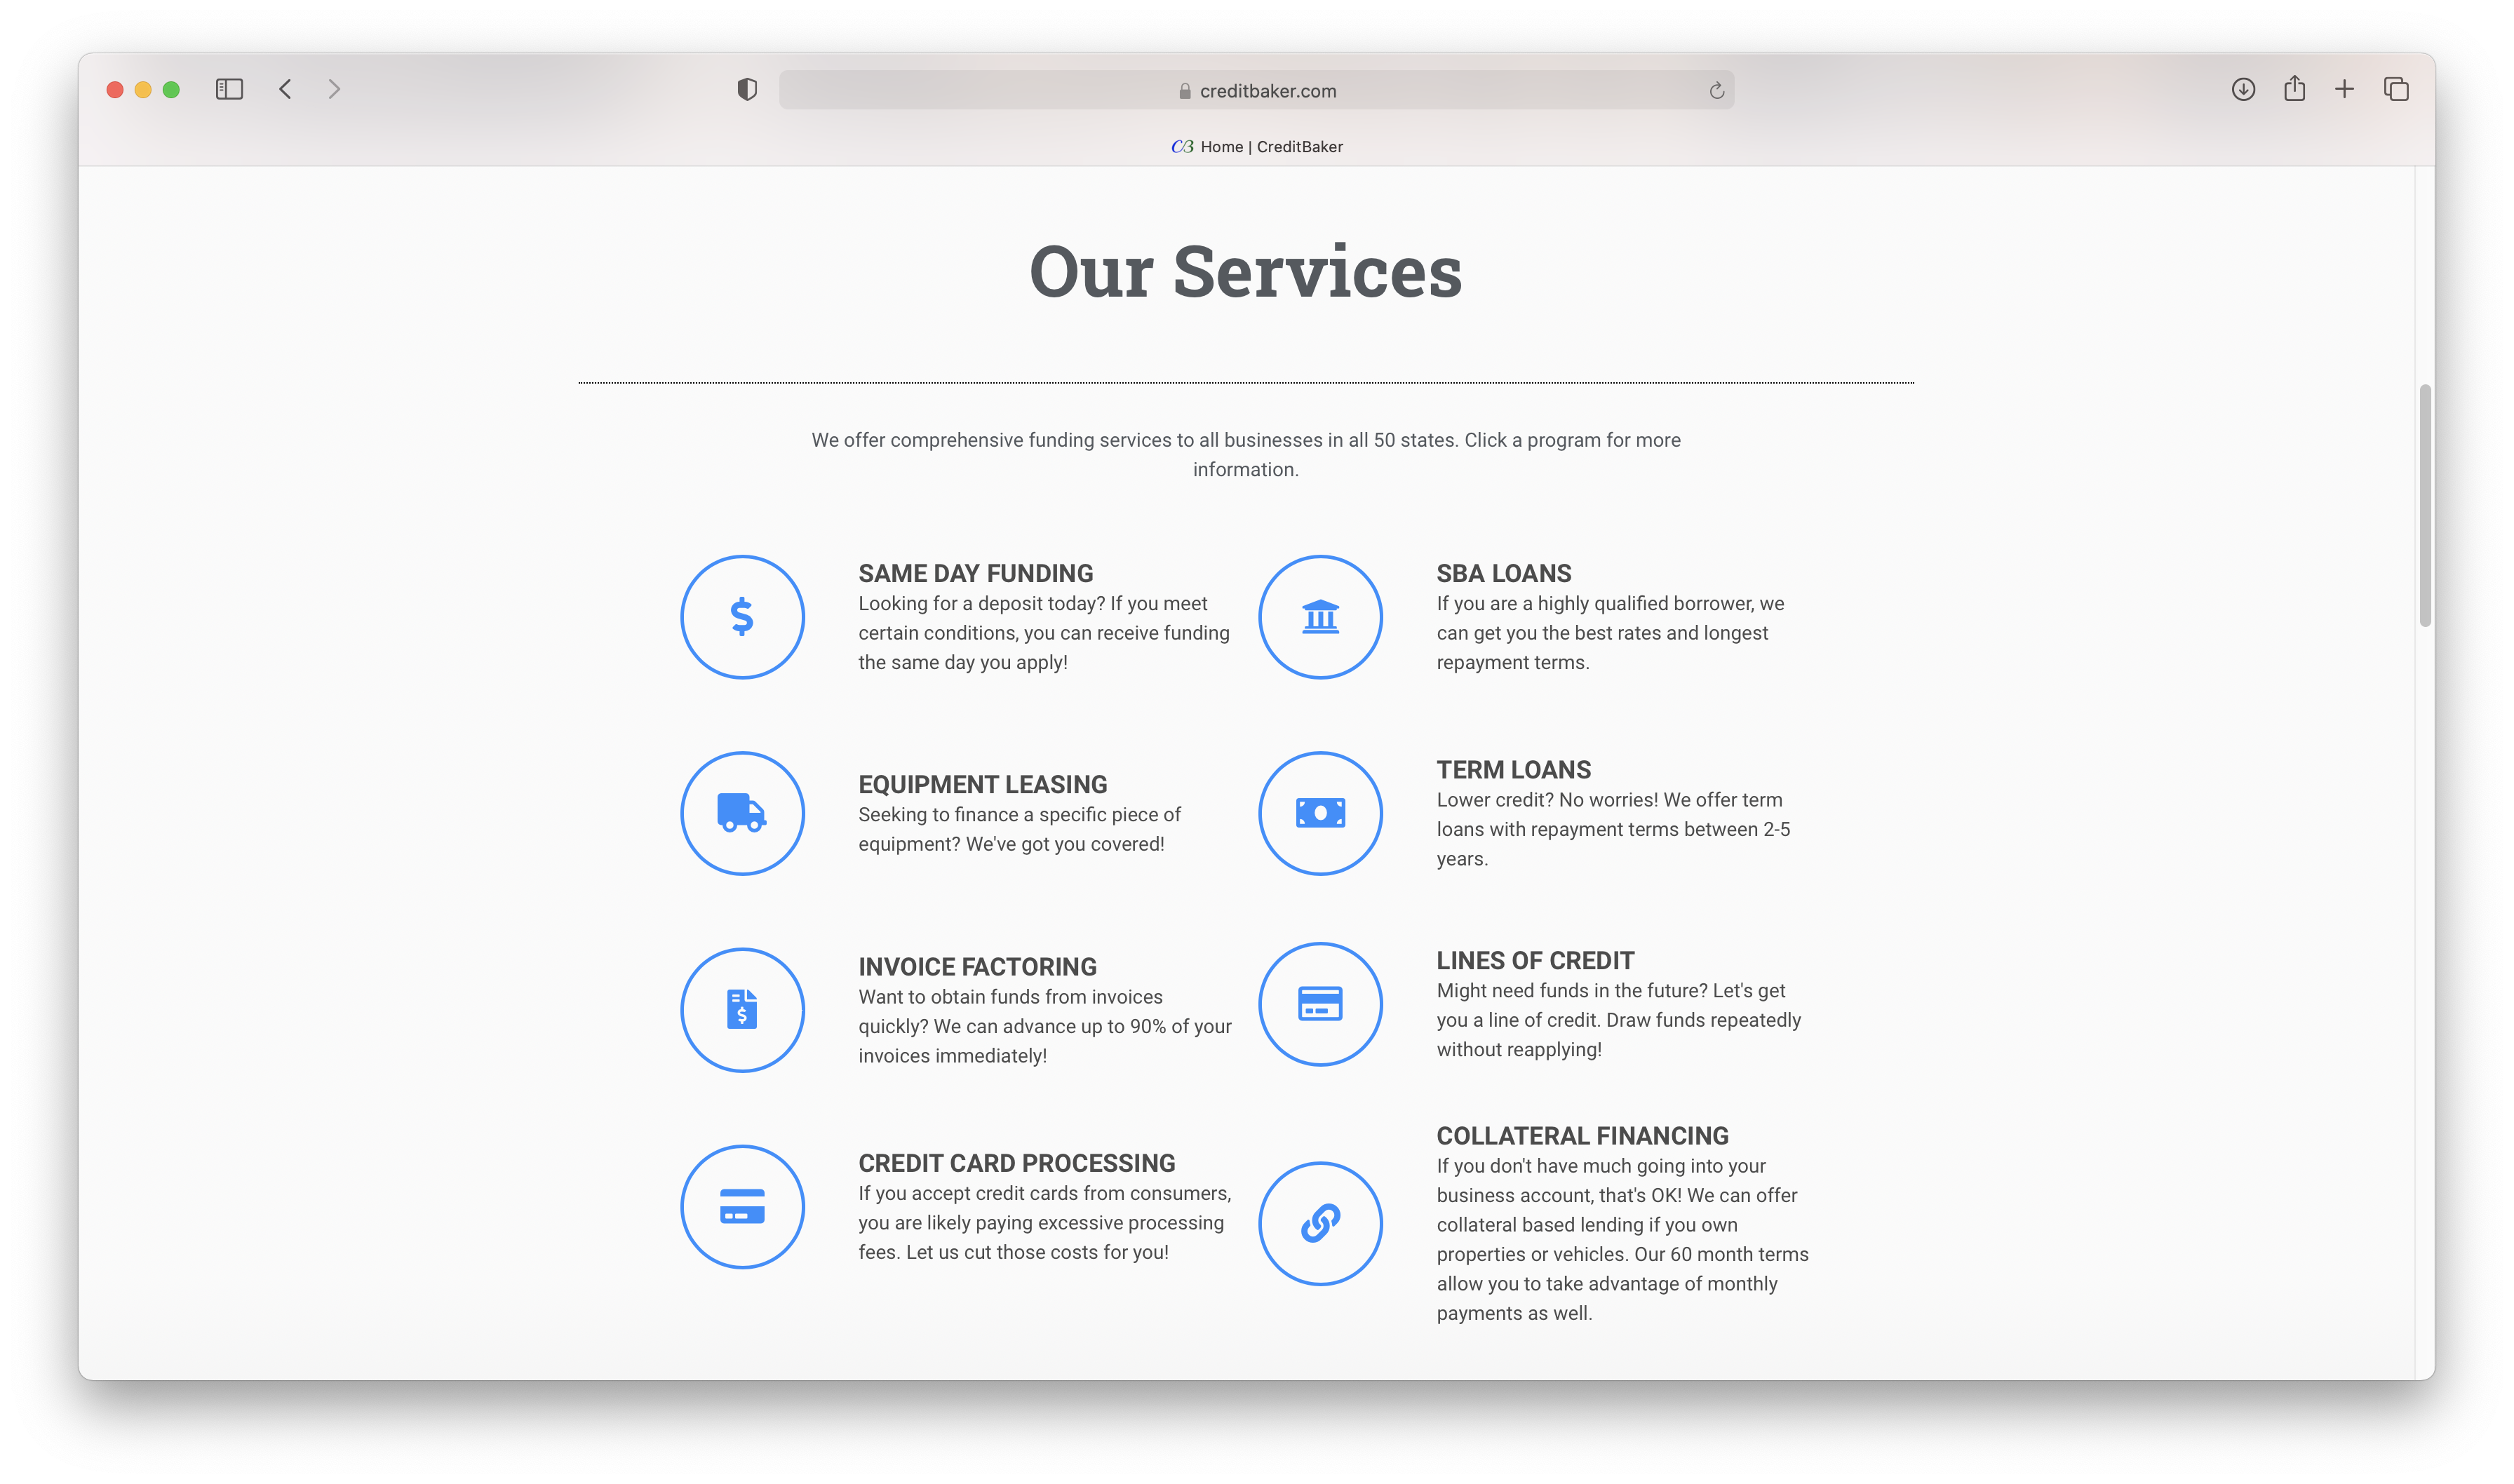 creditbaker.com
CB Home | CreditBaker
Our Services
We offer comprehensive funding services to all businesses in all 50 states. Click a program for more
information.
SAME DAY FUNDING
Looking for a deposit today? If you meet
certain conditions, you can receive funding
the same day you apply!
SBA LOANS
If you are a highly qualified borrower, we
can get you the best rates and longest
repayment terms.
EQUIPMENT LEASING
Seeking to finance a specific piece of
equipment? We've got you covered!
TERM LOANS
Lower credit? No worries! We offer term
loans with repayment terms between 2-5
years.
INVOICE FACTORING
Want to obtain funds from invoices
quickly? We can advance up to 90% of your
invoices immediately!
LINES OF CREDIT
Might need funds in the future? Let's get
you a line of credit. Draw funds repeatedly
without reapplying!
CREDIT CARD PROCESSING
If you accept credit cards from consumers,
you are likely paying excessive processing
fees. Let us cut those costs for you!
COLLATERAL FINANCING
If you don't have much going into your
business account, that's OK! We can offer
collateral based lending if you own
properties or vehicles. Our 60 month terms
allow you to take advantage of monthly
payments as well.